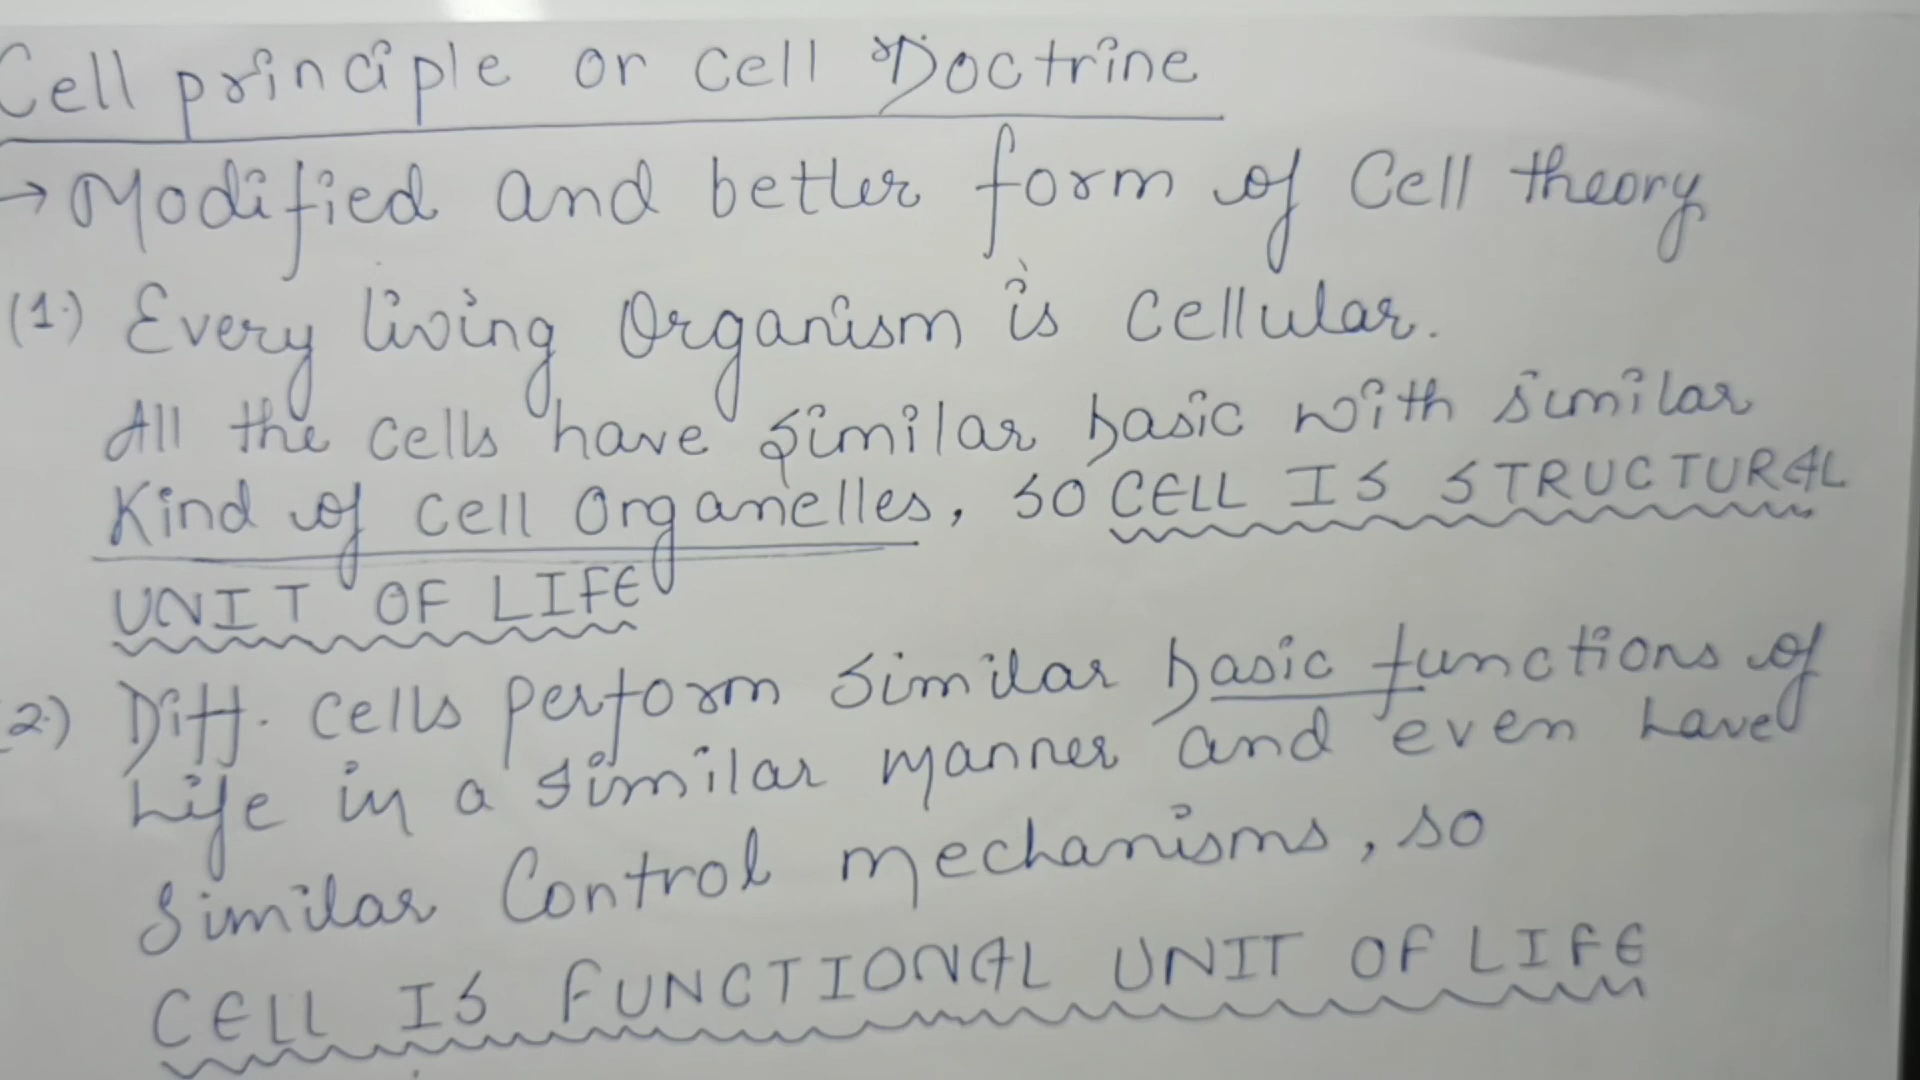 Cell principle or cell Doctrine
→ Modified and better form of Cell theory
(1.) Every living Organism is Cellular.
All the cells have similar basic with similar
Kind of cell Organelles, SO CELL IS STRUCTURAL
UNIT OF LIFE
(2.) Diff. cells perform similar basic functions of
Life in a similar manner and even have
similar Control mechanisms, so
CELL IS FUNCTIONAL UNIT OF LIFE